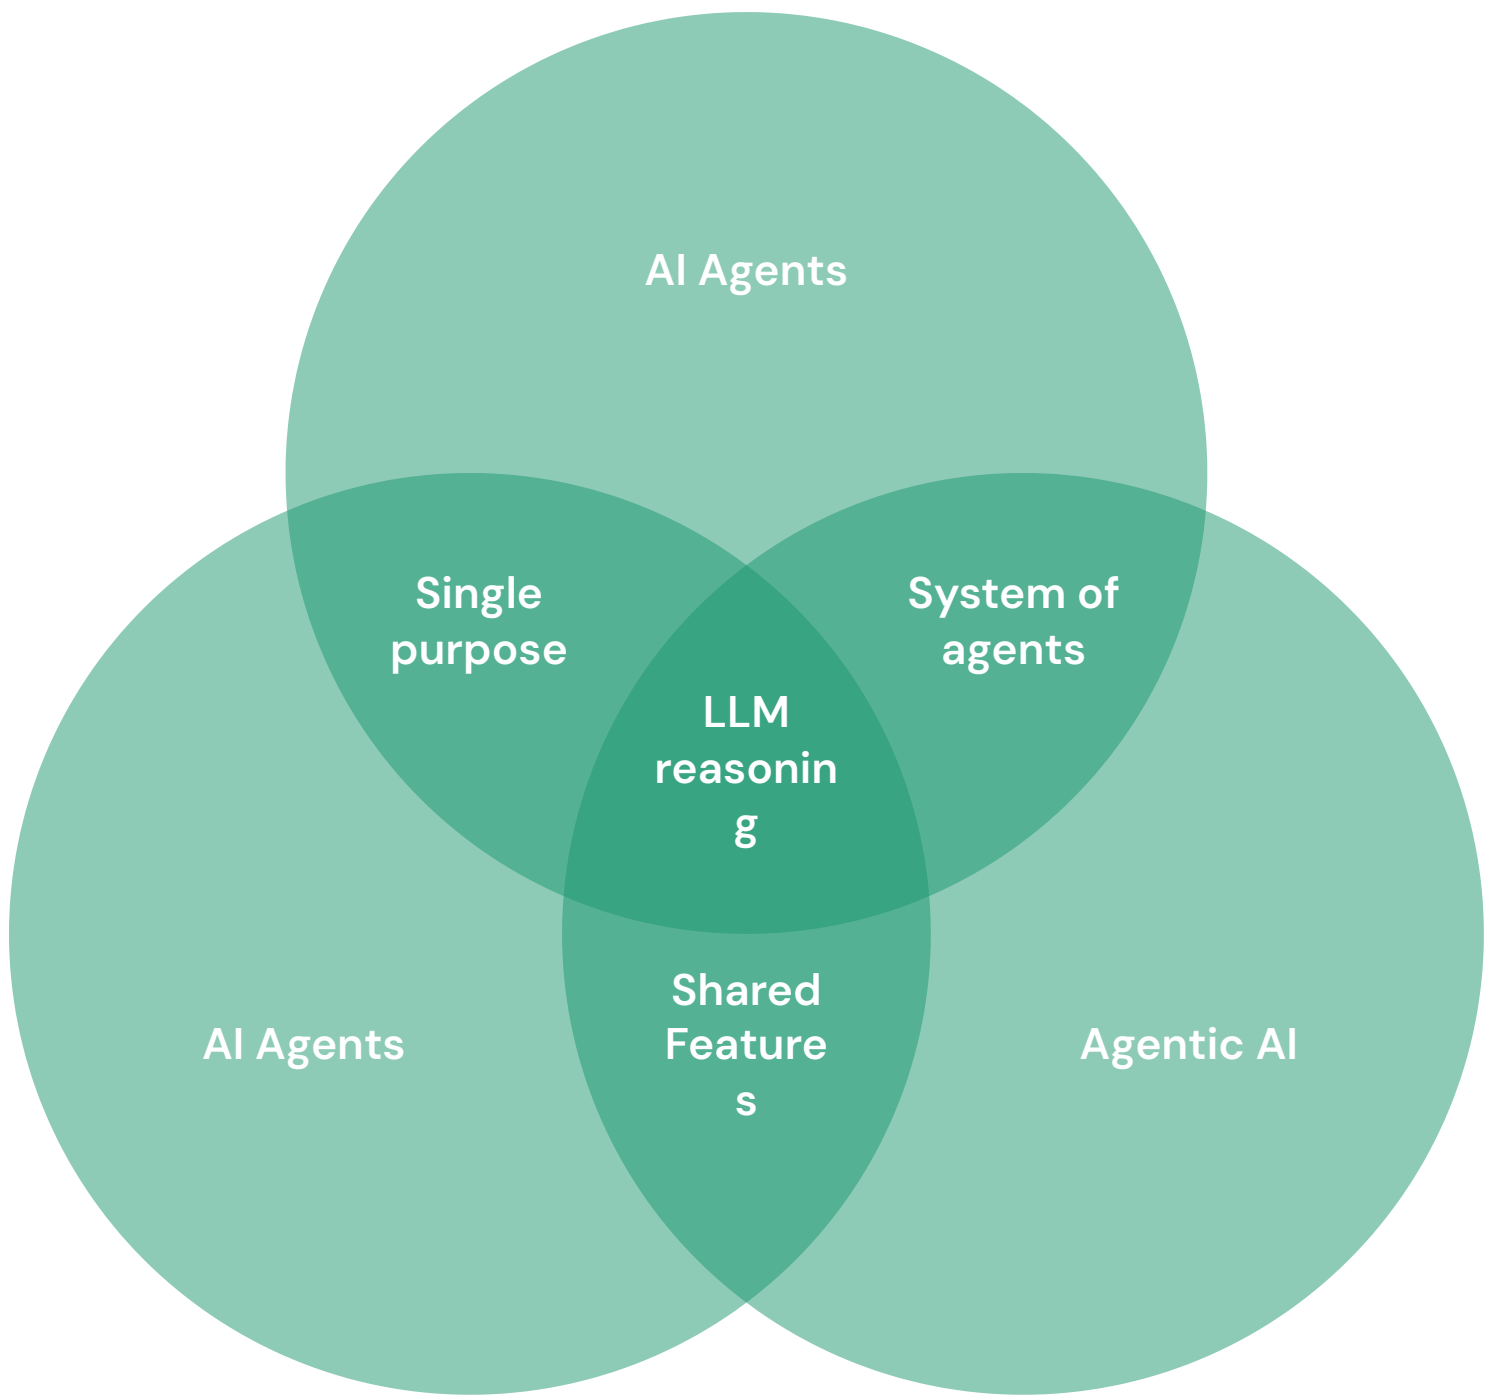 AI Agents
Single
purpose
System of
agents
LLM
reasonin
g
Shared
Feature
s
AI Agents
Agentic AI